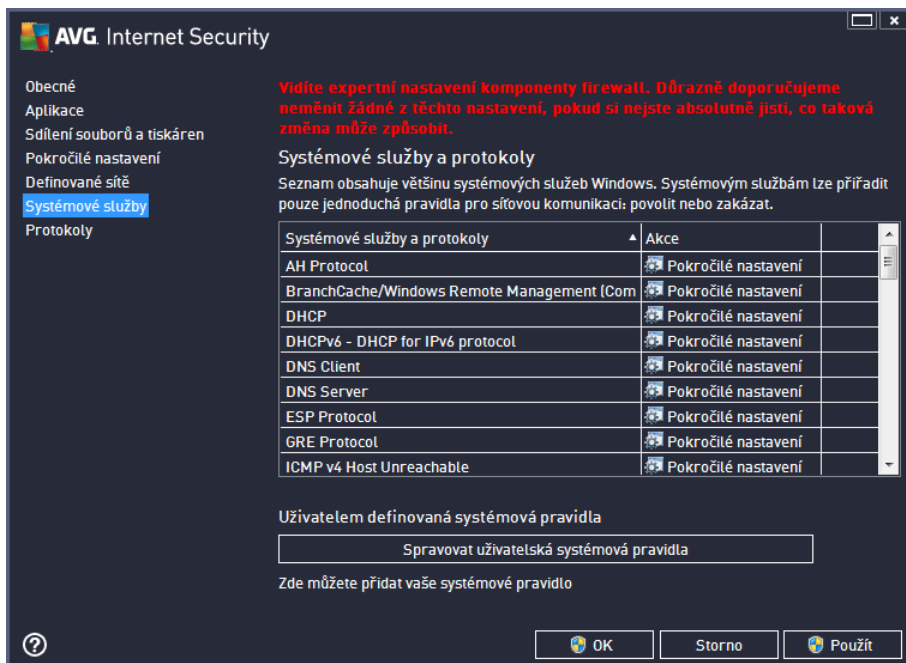 AVG. Internet Security
Obecné
Aplikace
Sdílení souborů a tiskáren
Pokročilé nastavení
Definované sítě
Systémové služby
Protokoly
Vidíte expertní nastavení komponenty firewall. Důrazně doporučujeme
neměnit žádné z těchto nastavení, pokud si nejste absolutně jisti, co taková
změna může způsobit.
Systémové služby a protokoly
Seznam obsahuje většinu systémových služeb Windows. Systémovým službám lze přířadit
pouze jednoduchá pravidla pro síťovou komunikaci: povolit nebo zakázat.
Systémové služby a protokoly Akce
AH Protocol Pokročilé nastavení
BranchCache/Windows Remote Management (Com Pokročilé nastavení
DHCP Pokročilé nastavení
DHCPv6 - DHCP for IPv6 protocol Pokročilé nastavení
DNS Client Pokročilé nastavení
DNS Server Pokročilé nastavení
ESP Protocol Pokročilé nastavení
GRE Protocol Pokročilé nastavení
ICMP v4 Host Unreachable Pokročilé nastavení
Uživatelem definovaná systémová pravidla
Spravovat uživatelská systémová pravidla
Zde můžete přidat vaše systémové pravidlo
? OK Storno Použít